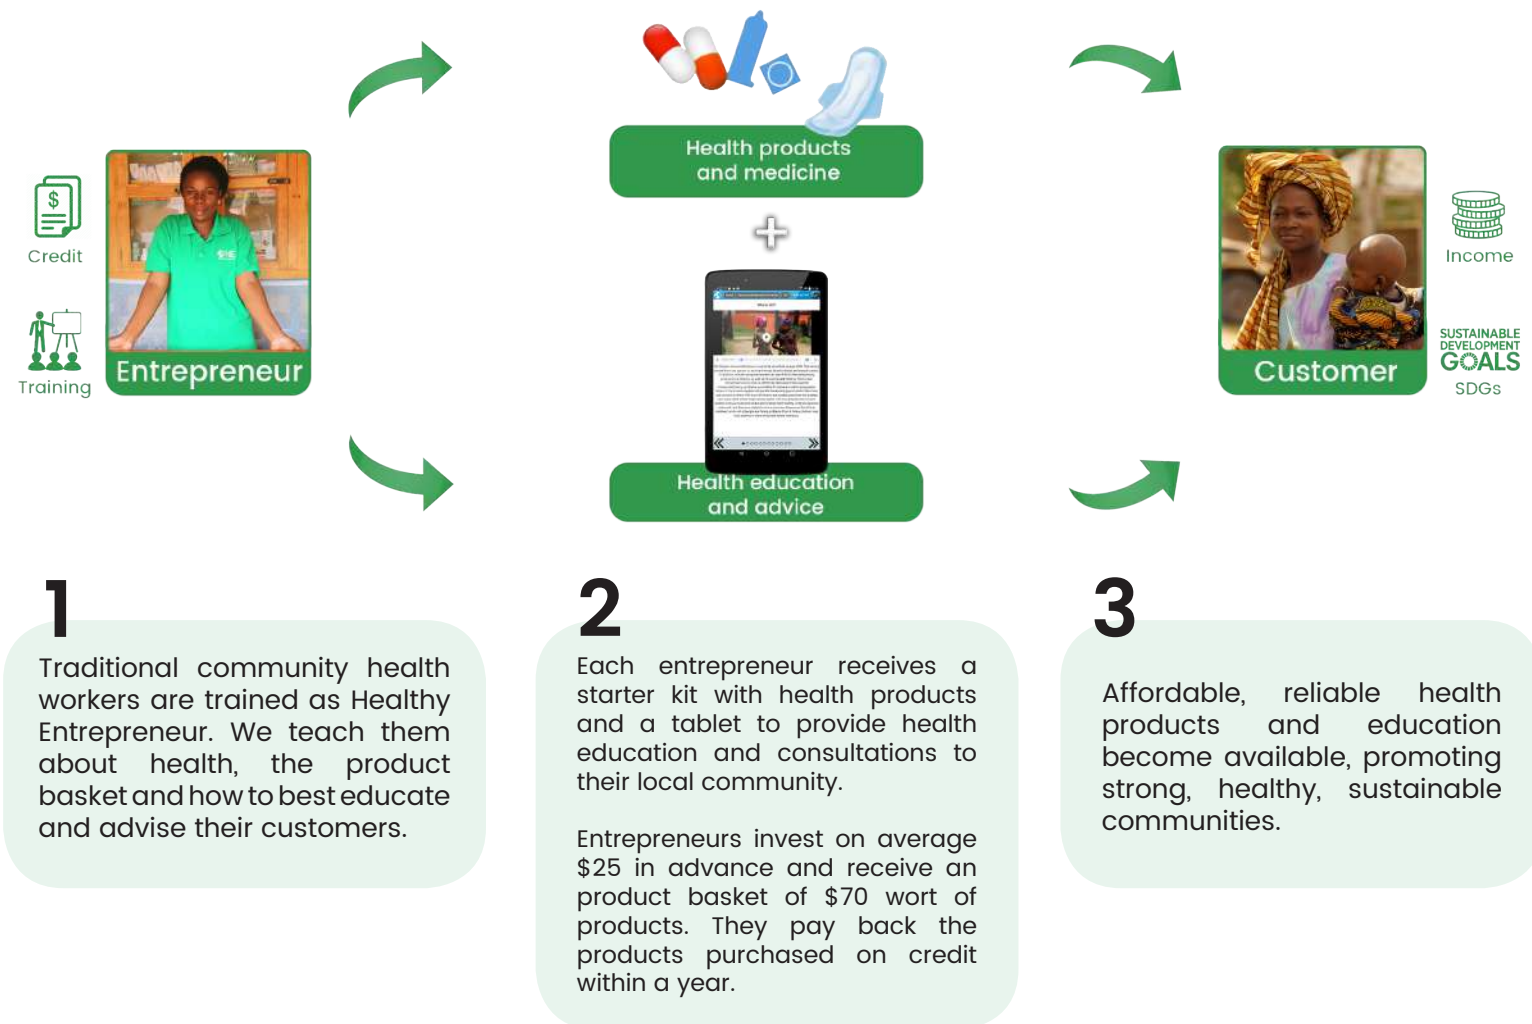 Health products
and medicine
Credit
Training
Entrepreneur
Health education
and advice
Customer
Income
SUSTAINABLE
DEVELOPMENT
GOALS
SDGs
1
Traditional community health
workers are trained as Healthy
Entrepreneur. We teach them
about health, the product
basket and how to best educate
and advise their customers.
2
Each entrepreneur receives a
starter kit with health products
and a tablet to provide health
education and consultations to
their local community.
Entrepreneurs invest on average
$25 in advance and receive an
product basket of $70 wort of
products. They pay back the
products purchased on credit
within a year.
3
Affordable, reliable health
products and education
become available, promoting
strong, healthy, sustainable
communities.